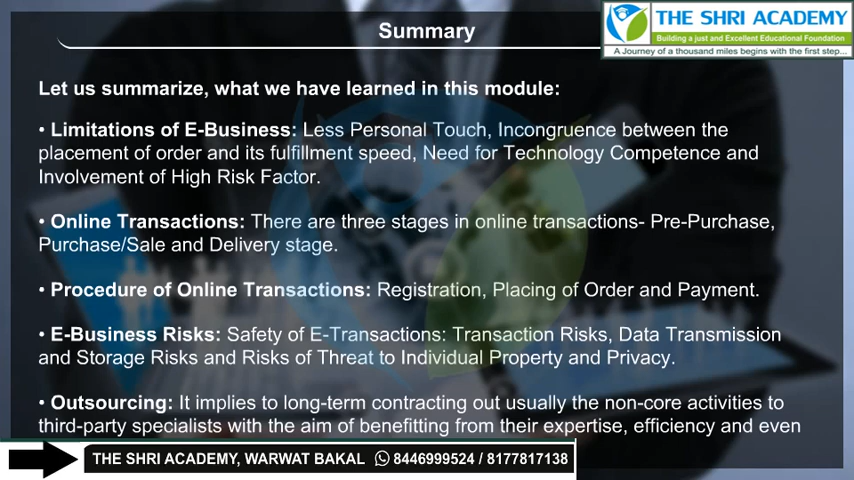 Summary
THE SHRI ACADEMY
Building a just and Excellent Educational Foundation
A Journey of a thousand miles begins with the first step...
Let us summarize, what we have learned in this module:
• Limitations of E-Business: Less Personal Touch, Incongruence between the
placement of order and its fulfillment speed, Need for Technology Competence and
Involvement of High Risk Factor.
• Online Transactions: There are three stages in online transactions- Pre-Purchase,
Purchase/Sale and Delivery stage.
• Procedure of Online Transactions: Registration, Placing of Order and Payment.
• E-Business Risks: Safety of E-Transactions: Transaction Risks, Data Transmission
and Storage Risks and Risks of Threat to Individual Property and Privacy.
• Outsourcing: It implies to long-term contracting out usually the non-core activities to
third-party specialists with the aim of benefitting from their expertise, efficiency and even
THE SHRI ACADEMY, WARWAT BAKAL 8446999524 / 8177817138